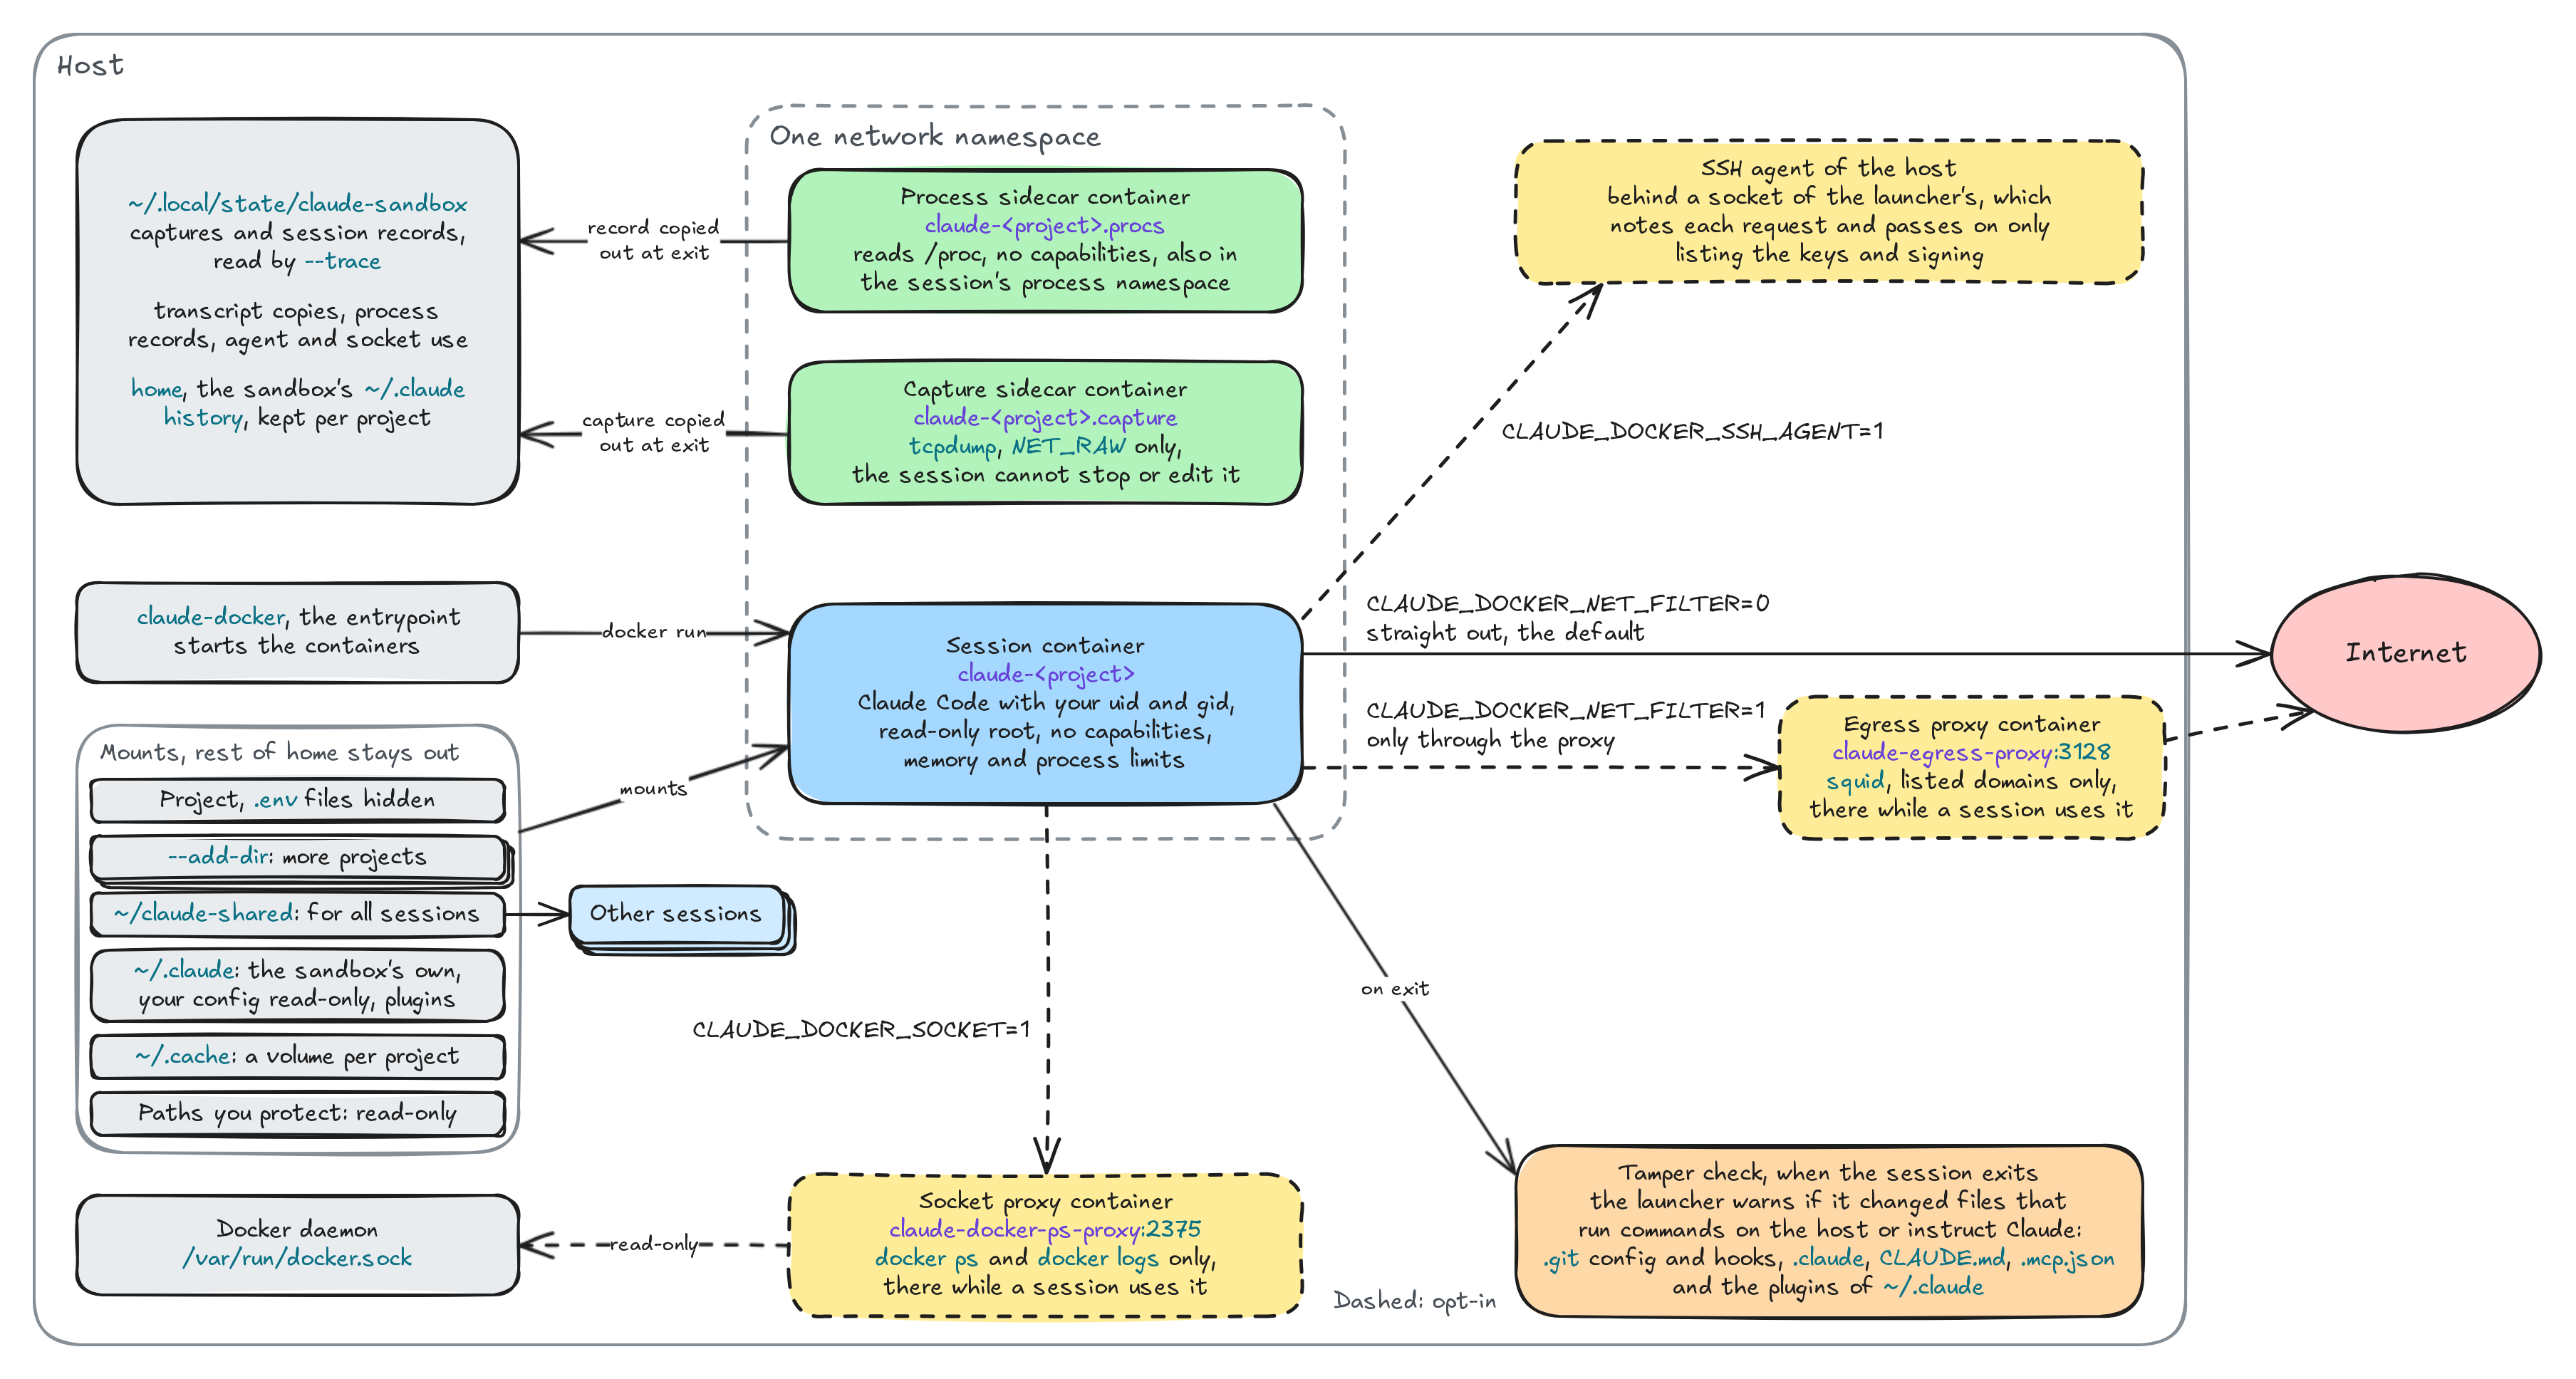 Host
~/.local/state/claude-sandbox
captures and session records,
read by --trace
transcript copies, process
records, agent and socket use
home, the sandbox's ~/.claude
history, kept per project
record copied
out at exit
capture copied
out at exit
One network namespace
Process sidecar container
claude-<project>.procs
reads /proc, no capabilities, also in
the session's process namespace
Capture sidecar container
claude-<project>.capture
tcpdump, NET_RAW only,
the session cannot stop or edit it
SSH agent of the host
behind a socket of the launcher's, which
notes each request and passes on only
listing the keys and signing
CLAUDE_DOCKER_SSH_AGENT=1
claude-docker, the entrypoint
starts the containers
docker run
Session container
claude-<project>
Claude Code with your uid and gid,
read-only root, no capabilities,
memory and process limits
CLAUDE_DOCKER_NET_FILTER=0
straight out, the default
Internet
CLAUDE_DOCKER_NET_FILTER=1
only through the proxy
Egress proxy container
claude-egress-proxy:3128
squid, listed domains only,
there while a session uses it
Mounts, rest of home stays out
Project, .env files hidden
--add-dir: more projects
~/claude-shared: for all sessions
~/.claude: the sandbox's own,
your config read-only, plugins
~/.cache: a volume per project
Paths you protect: read-only
mounts
Other sessions
CLAUDE_DOCKER_SOCKET=1
on exit
Docker daemon
/var/run/docker.sock
read-only
Socket proxy container
claude-docker-ps-proxy:2375
docker ps and docker logs only,
there while a session uses it
Dashed: opt-in
Tamper check, when the session exits
the launcher warns if it changed files that
run commands on the host or instruct Claude:
.git config and hooks, .claude, CLAUDE.md, .mcp.json
and the plugins of ~/.claude